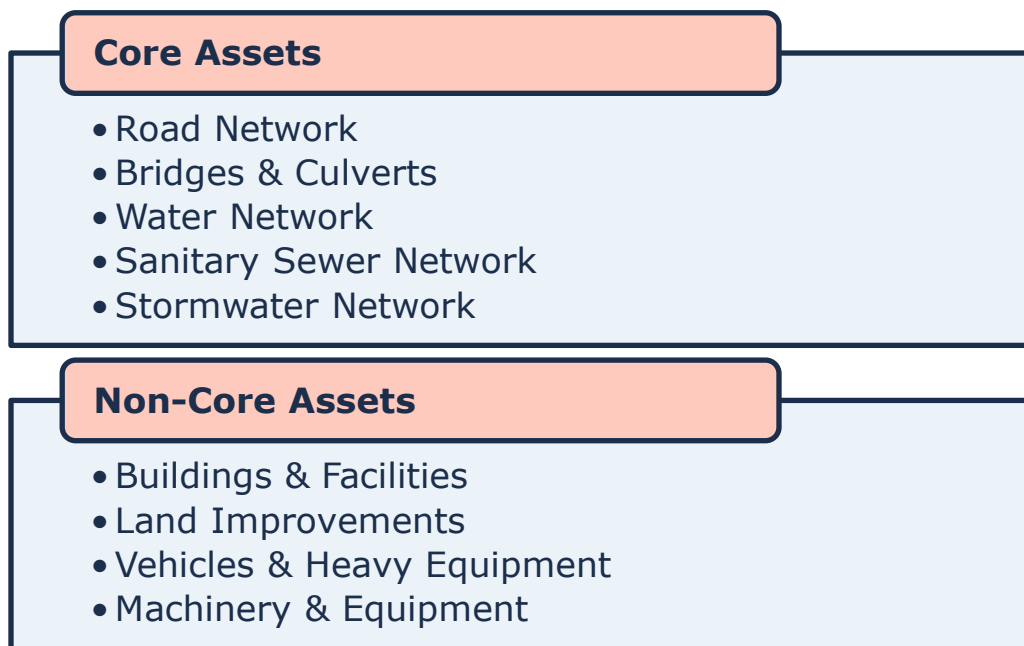 Core Assets
• Road Network
• Bridges & Culverts
• Water Network
• Sanitary Sewer Network
• Stormwater Network
Non-Core Assets
• Buildings & Facilities
• Land Improvements
• Vehicles & Heavy Equipment
• Machinery & Equipment